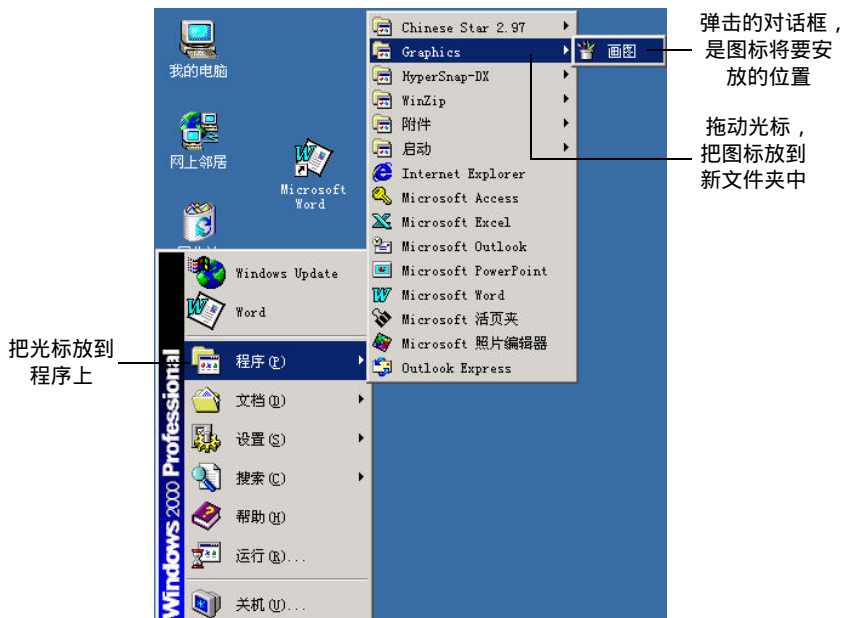 我的电脑
网上邻居
Microsoft
Word
Chinese Star 2.97
Graphics
HyperSnap-DX
WinZip
附件
启动
Internet Explorer
Microsoft Access
Microsoft Excel
Microsoft Outlook
Microsoft PowerPoint
Microsoft Word
Microsoft 活页夹
Microsoft 照片编辑器
Outlook Express
画图
弹击的对话框，
是图标将要安
放的位置
拖动光标，
把图标放到
新文件夹中
把光标放到
程序上
Windows 2000 Professional
Windows Update
Word
程序(P)
文档(D)
设置(S)
搜索(C)
帮助(H)
运行(R)...
关机(U)...